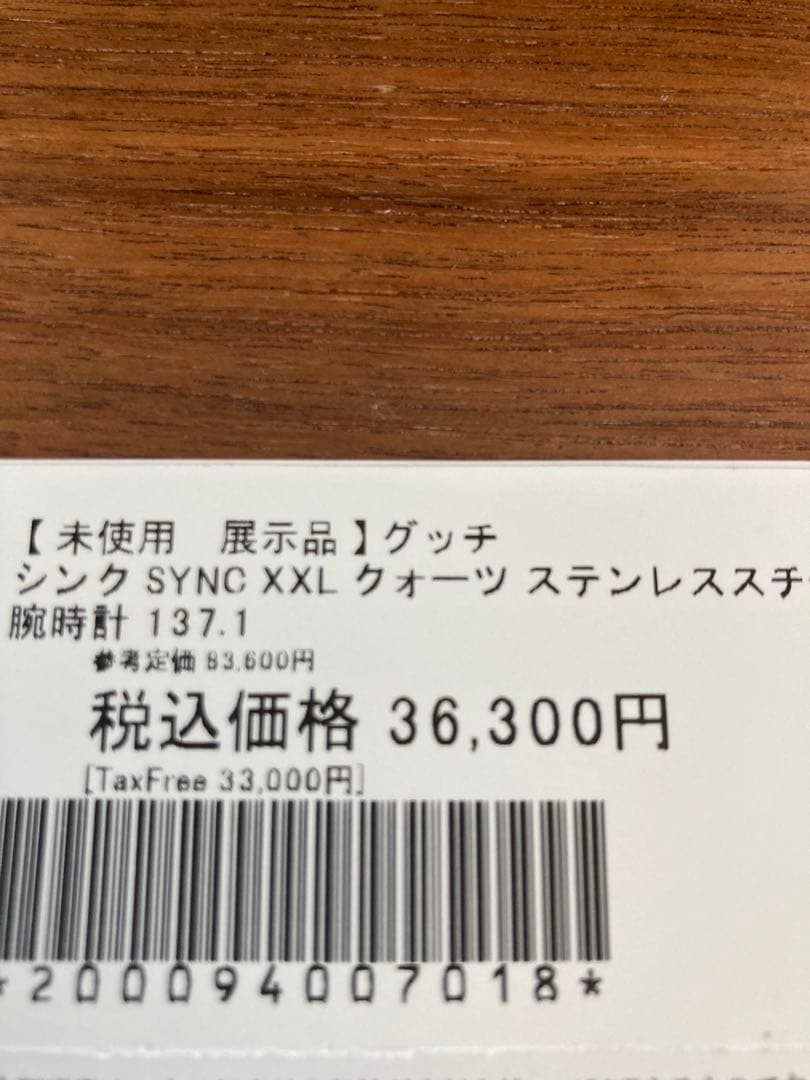 【未使用　展示品】グッチ
シンク SYNC XXL クォーツ ステンレススチ
腕時計 137.1
参考定価 83,600円
税込価格 36,300円
[TaxFree 33,000円]
*200094007018*